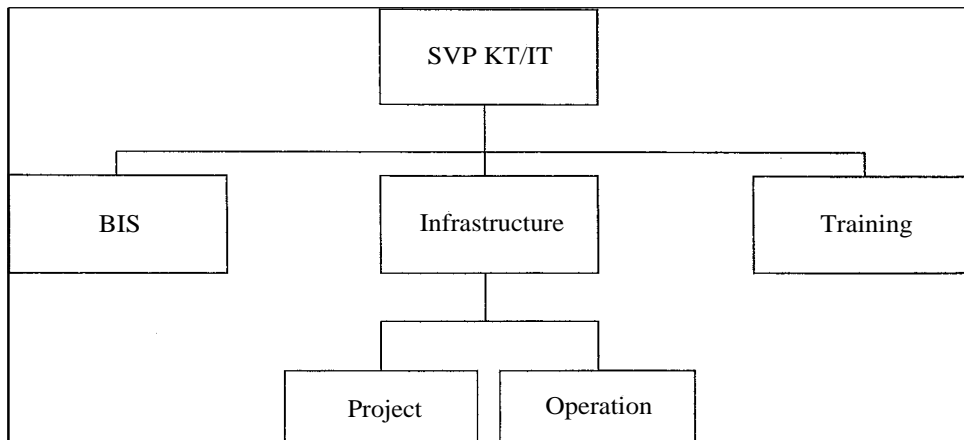 SVP KT/IT
BIS
Infrastructure
Training
Project
Operation